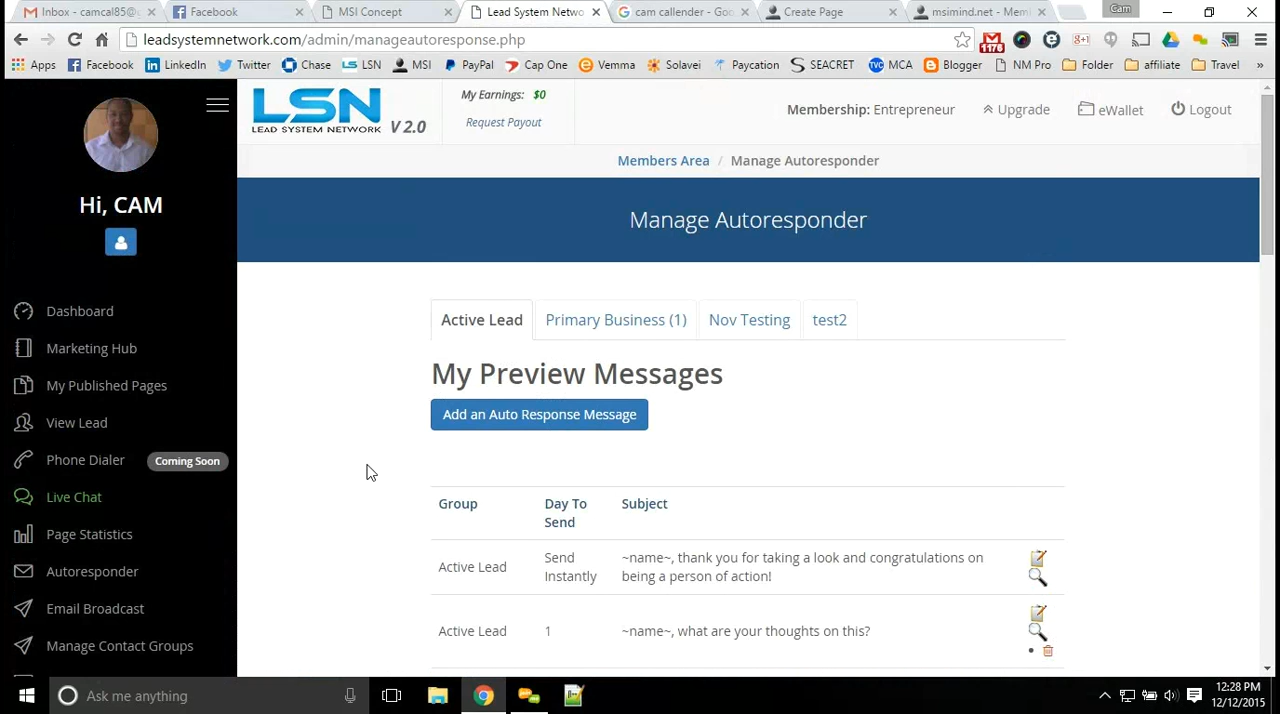 Inbox - camcal85@
Facebook
MSI Concept
Lead System Netwo
cam callender - Goo
Create Page
msimind.net - Mem
Cam
leadsystemnetwork.com/admin/manageautoresponse.php
1176
Apps
Facebook
LinkedIn
Twitter
Chase
LSN
MSI
PayPal
Cap One
Vemma
Solavei
Paycation
SEACRET
TVC MCA
Blogger
NM Pro
Folder
affiliate
Travel
»
LSN
LEAD SYSTEM NETWORK
V 2.0
My Earnings: $0
Request Payout
Membership: Entrepreneur
Upgrade
eWallet
Logout
Members Area / Manage Autoresponder
Hi, CAM
Manage Autoresponder
Dashboard
Marketing Hub
My Published Pages
View Lead
Phone Dialer
Coming Soon
Live Chat
Page Statistics
Autoresponder
Email Broadcast
Manage Contact Groups
Active Lead
Primary Business (1)
Nov Testing
test2
My Preview Messages
Add an Auto Response Message
Group
Day To
Send
Subject
Active Lead
Send
Instantly
~name~, thank you for taking a look and congratulations on
being a person of action!
Active Lead
1
~name~, what are your thoughts on this?
Ask me anything
12:28 PM
12/12/2015